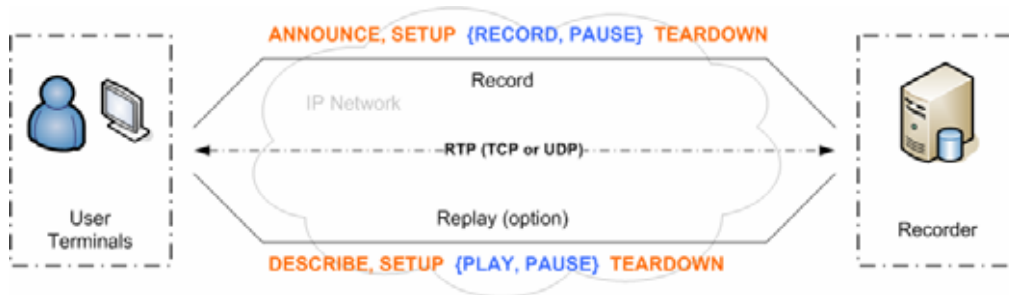 ANNOUNCE, SETUP {RECORD, PAUSE} TEARDOWN
Record
IP Network
RTP (TCP or UDP)
User
Terminals
Replay (option)
Recorder
DESCRIBE, SETUP {PLAY, PAUSE} TEARDOWN